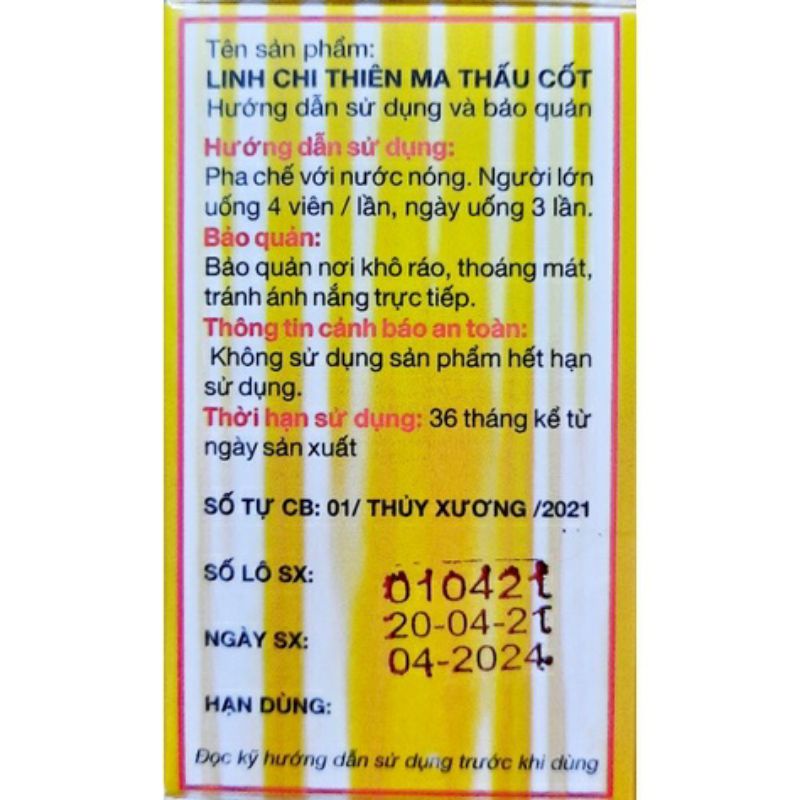 Tên sản phẩm:
LINH CHI THIÊN MA THẤU CỐT
Hướng dẫn sử dụng và bảo quản
Hướng dẫn sử dụng:
Pha chế với nước nóng. Người lớn
uống 4 viên / lần, ngày uống 3 lần.
Bảo quản:
Bảo quản nơi khô ráo, thoáng mát,
tránh ánh nắng trực tiếp.
Thông tin cảnh báo an toàn:
Không sử dụng sản phẩm hết hạn
sử dụng.
Thời hạn sử dụng: 36 tháng kể từ
ngày sản xuất
SỐ TỰ CB: 01/ THỦY XƯƠNG /2021
SỐ LÔ SX: 010421
NGÀY SX: 20-04-21
04-2024
HẠN DÙNG:
Đọc kỹ hướng dẫn sử dụng trước khi dùng